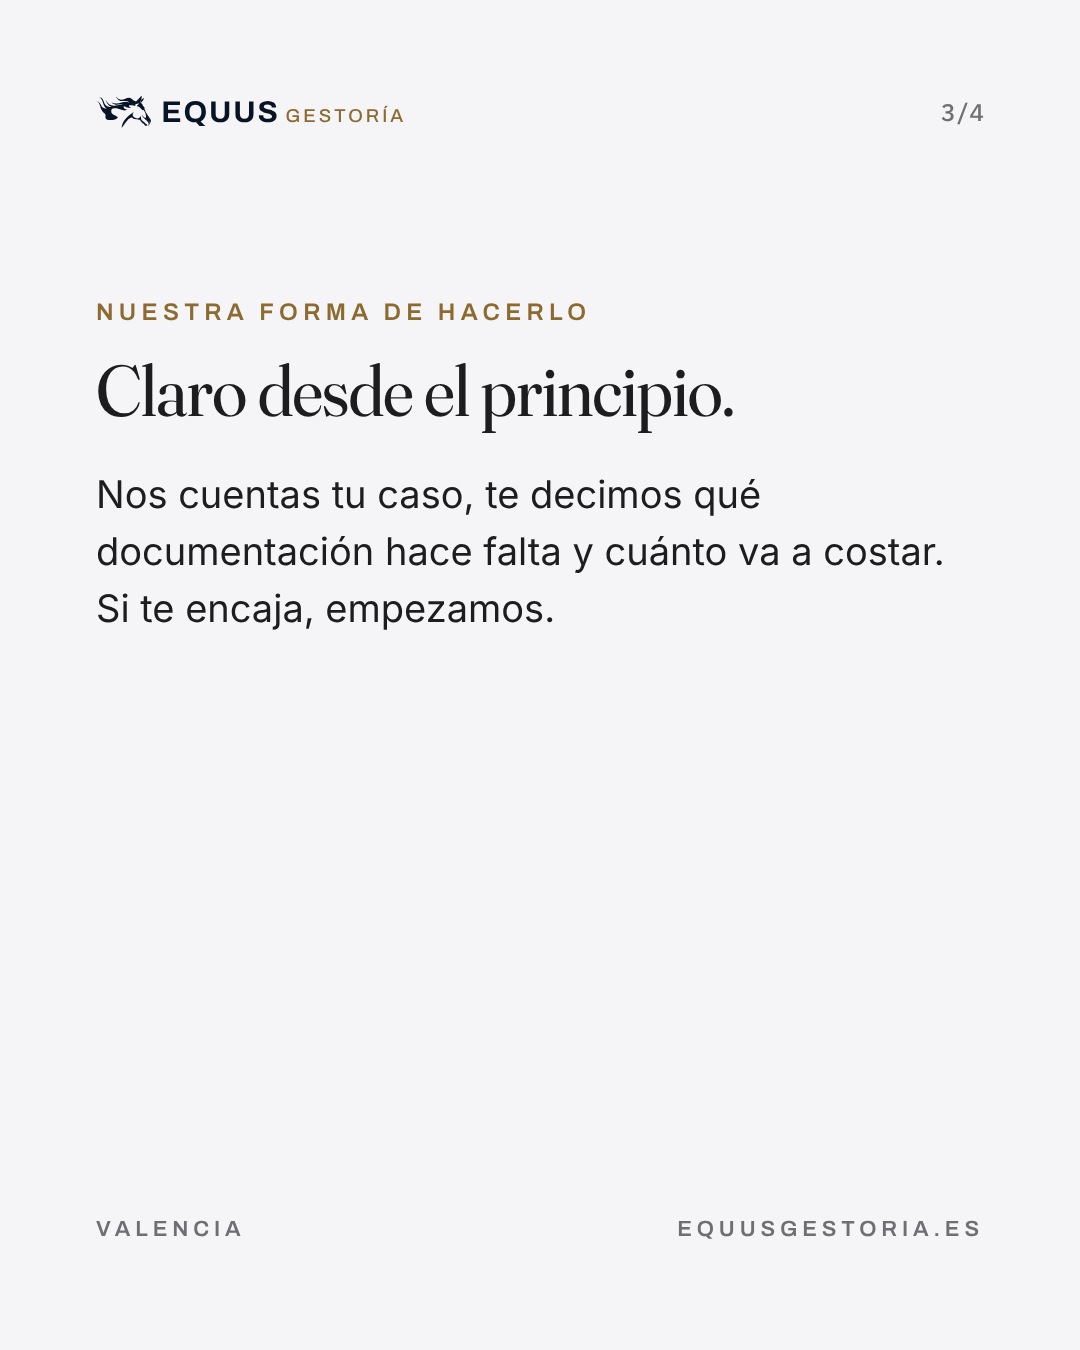 EQUUS GESTORÍA
3/4
NUESTRA FORMA DE HACERLO
Claro desde el principio.
Nos cuentas tu caso, te decimos qué
documentación hace falta y cuánto va a costar.
Si te encaja, empezamos.
VALENCIA
EQUUSGESTORIA.ES